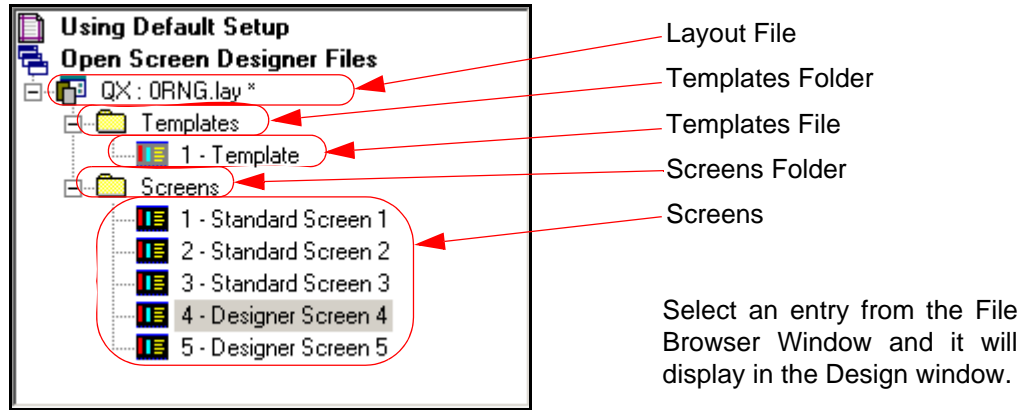 Using Default Setup
Open Screen Designer Files
QX : 0RNG.lay *
Templates
1 - Template
Screens
1 - Standard Screen 1
2 - Standard Screen 2
3 - Standard Screen 3
4 - Designer Screen 4
5 - Designer Screen 5
Layout File
Templates Folder
Templates File
Screens Folder
Screens
Select an entry from the File
Browser Window and it will
display in the Design window.